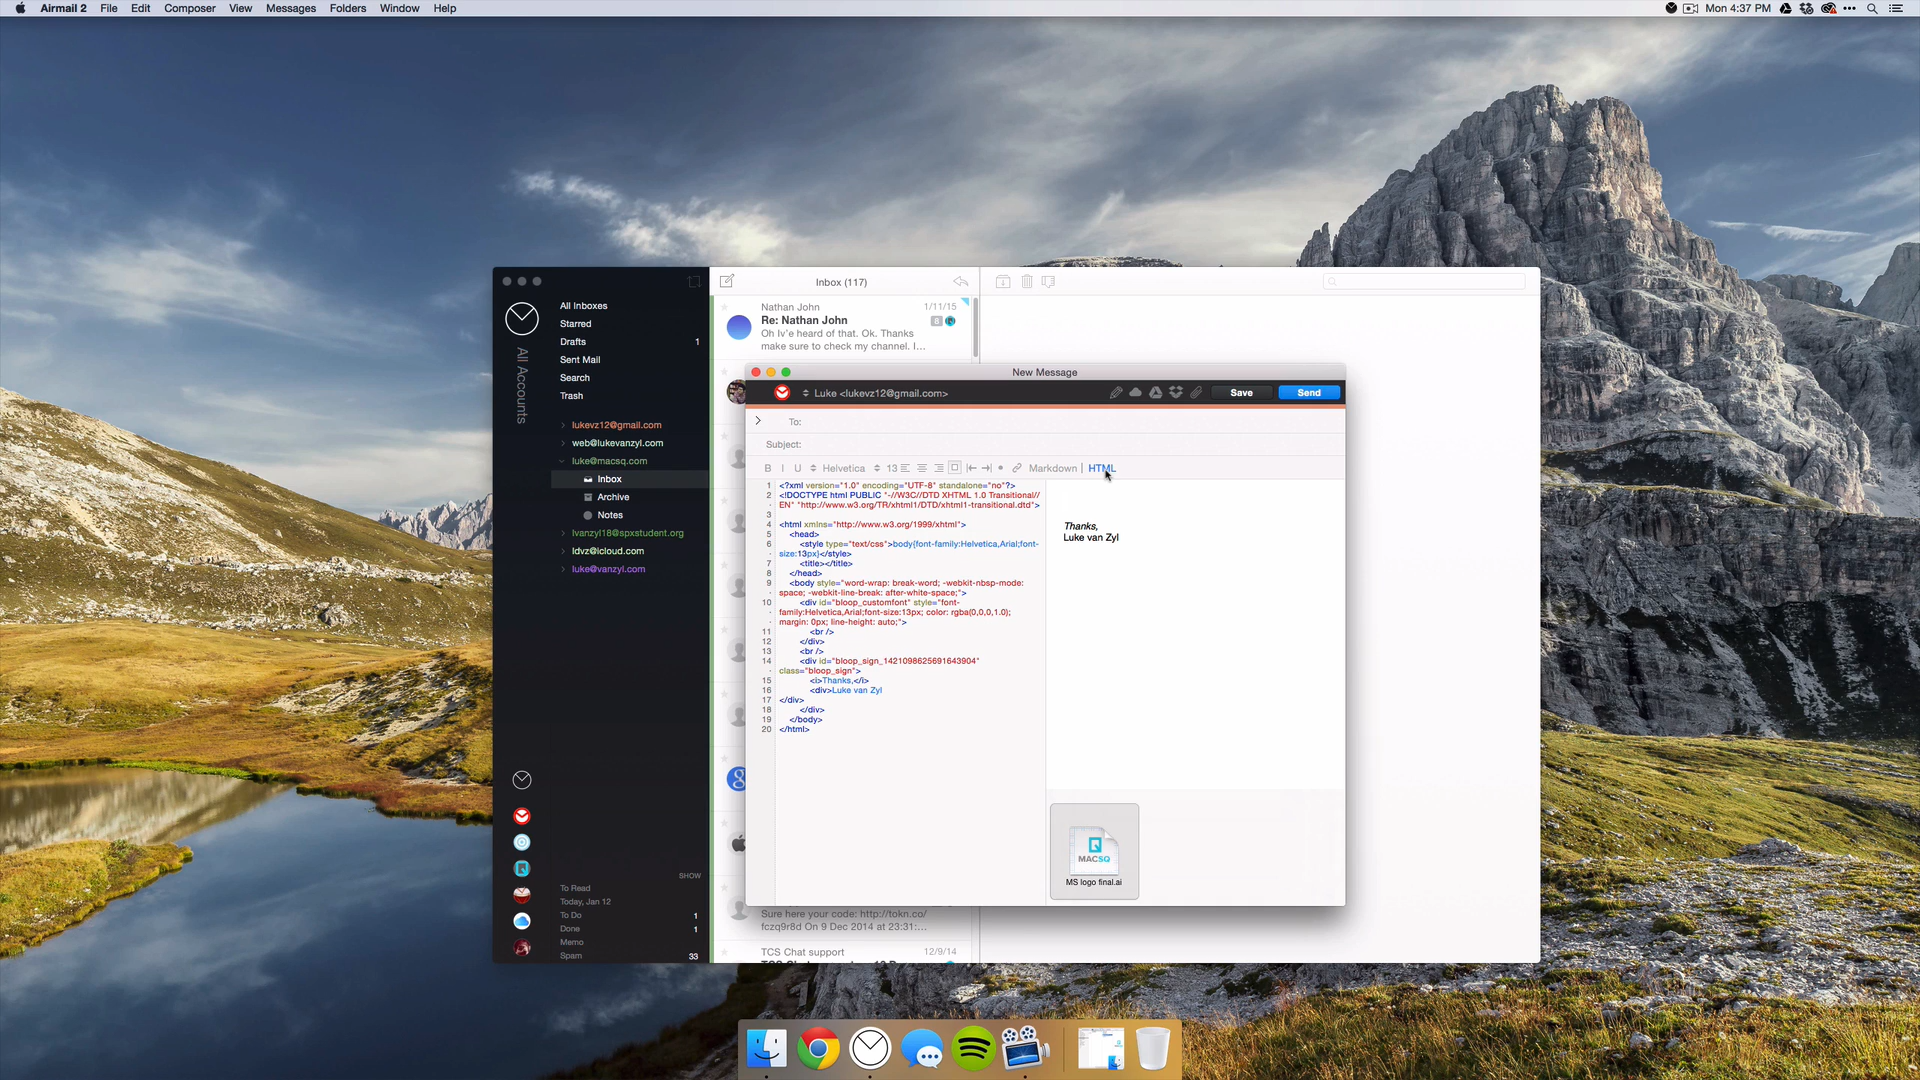 Airmail 2 File Edit Composer View Messages Folders Window Help
Mon 4:37 PM
All Accounts
All Inboxes
Starred
Drafts 1
Sent Mail
Search
Trash
lukevz12@gmail.com
web@lukevanzyl.com
luke@macsq.com
Inbox
Archive
Notes
lvanzyl18@spxstudent.org
ldvz@icloud.com
luke@vanzyl.com
SHOW
To Read
Today, Jan 12
To Do 1
Done 1
Memo
Spam 33
Inbox (117)
Nathan John 1/11/15
Re: Nathan John 8
Oh Iv'e heard of that. Ok. Thanks
make sure to check my channel. I...
New Message
Luke <lukevz12@gmail.com>
Save Send
To:
Subject:
B I U Helvetica 13 Markdown | HTML
1 <?xml version="1.0" encoding="UTF-8" standalone="no"?>
2 <!DOCTYPE html PUBLIC "-//W3C//DTD XHTML 1.0 Transitional//
EN" "http://www.w3.org/TR/xhtml1/DTD/xhtml1-transitional.dtd">
3
4 <html xmlns="http://www.w3.org/1999/xhtml">
5 <head>
6 <style type="text/css">body{font-family:Helvetica,Arial;font-
size:13px}</style>
7 <title></title>
8 </head>
9 <body style="word-wrap: break-word; -webkit-nbsp-mode:
space; -webkit-line-break: after-white-space;">
10 <div id="bloop_customfont" style="font-
family:Helvetica,Arial;font-size:13px; color: rgba(0,0,0,1.0);
margin: 0px; line-height: auto;">
11 <br />
12 </div>
13 <br />
14 <div id="bloop_sign_1421098625691643904"
class="bloop_sign">
15 <i>Thanks,</i>
16 <div>Luke van Zyl
17 </div>
18 </div>
19 </body>
20 </html>
Thanks,
Luke van Zyl
MACSQ
MS logo final.ai
Sure here your code: http://tokn.co/
fczq9r8d On 9 Dec 2014 at 23:31:...
TCS Chat support 12/9/14